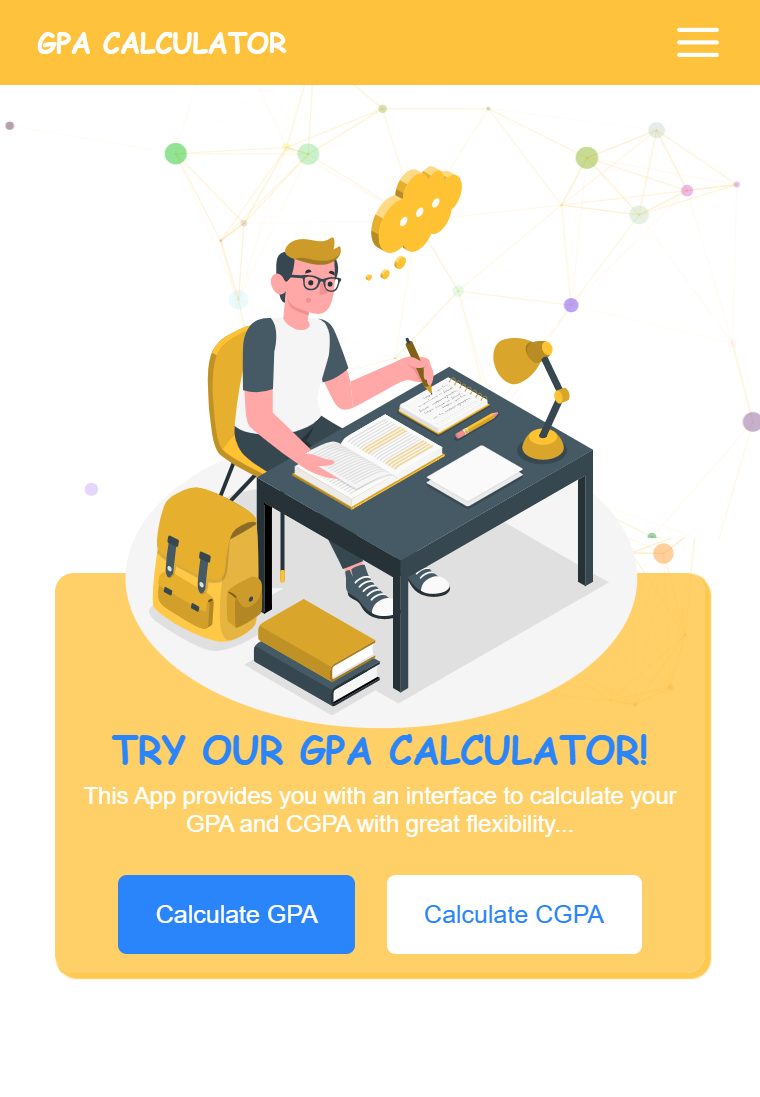 GPA CALCULATOR
TRY OUR GPA CALCULATOR!
This App provides you with an interface to calculate your
GPA and CGPA with great flexibility...
Calculate GPA
Calculate CGPA